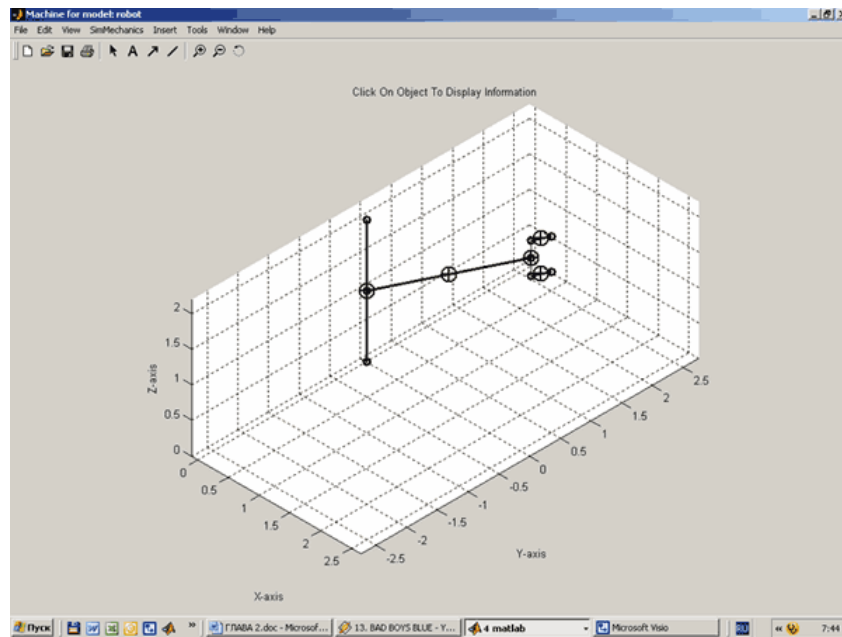 Machine for model: robot
File Edit View SimMechanics Insert Tools Window Help
A
Click On Object To Display Information
2
1.5
1
0.5
0
Z-axis
0
0.5
1
1.5
2
2.5
X-axis
-2.5
-2
-1.5
-1
-0.5
0
0.5
1
1.5
2
2.5
Y-axis
Пуск » ГЛАВА 2.doc - Microsof... 13. BAD BOYS BLUE - Y... 4 matlab Microsoft Visio RU « 7:44